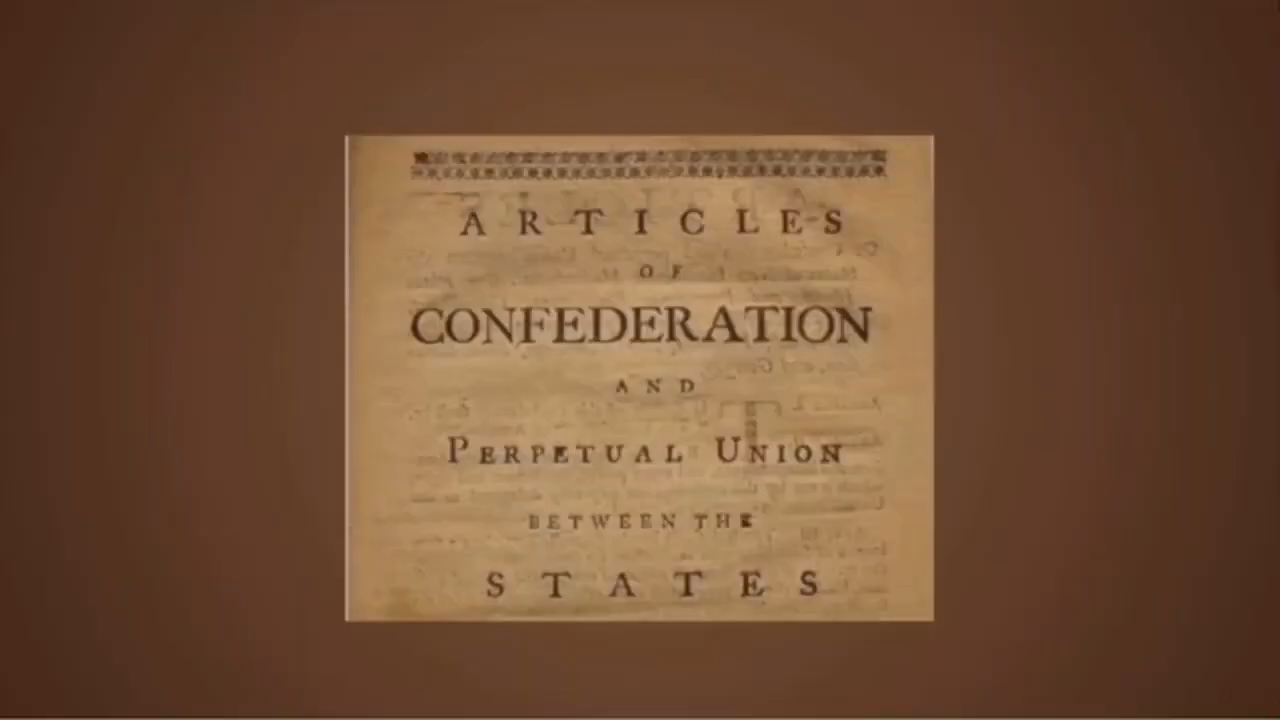 ARTICLES
OF
CONFEDERATION
AND
PERPETUAL UNION
BETWEEN THE
STATES